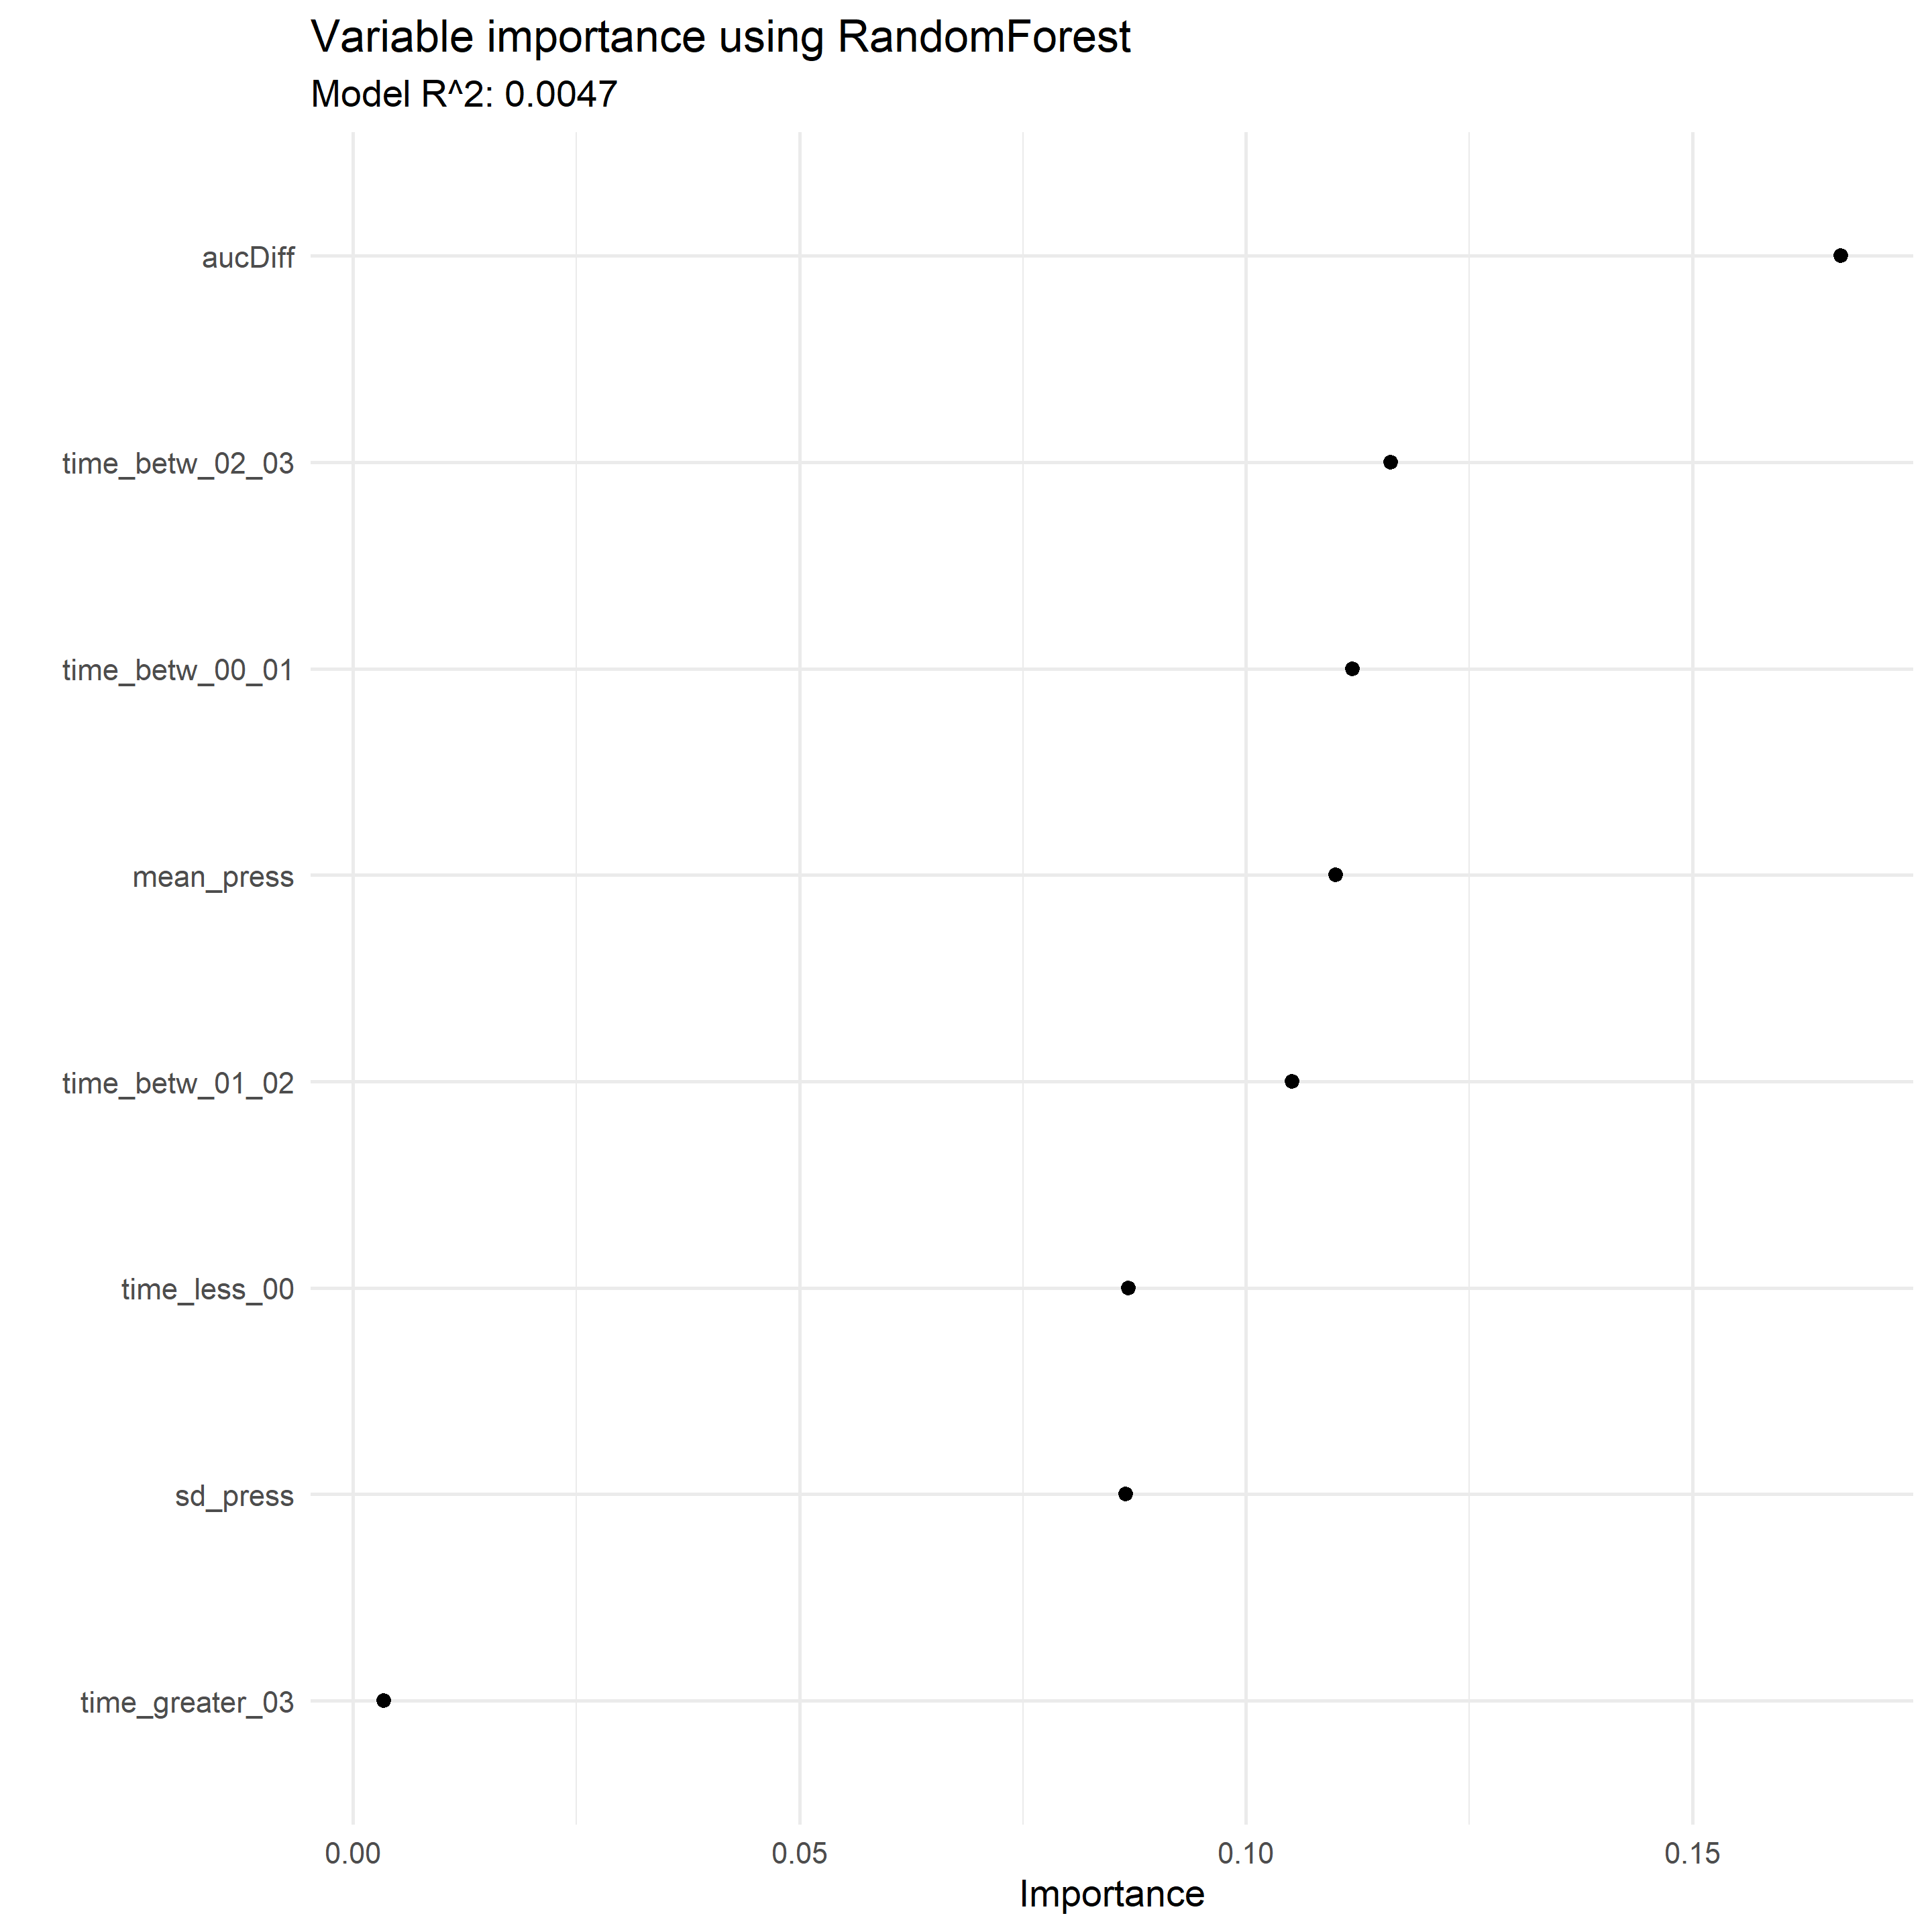 Variable importance using RandomForest
Model R^2: 0.0047
aucDiff
time_betw_02_03
time_betw_00_01
mean_press
time_betw_01_02
time_less_00
sd_press
time_greater_03
0.00 0.05 0.10 0.15
Importance